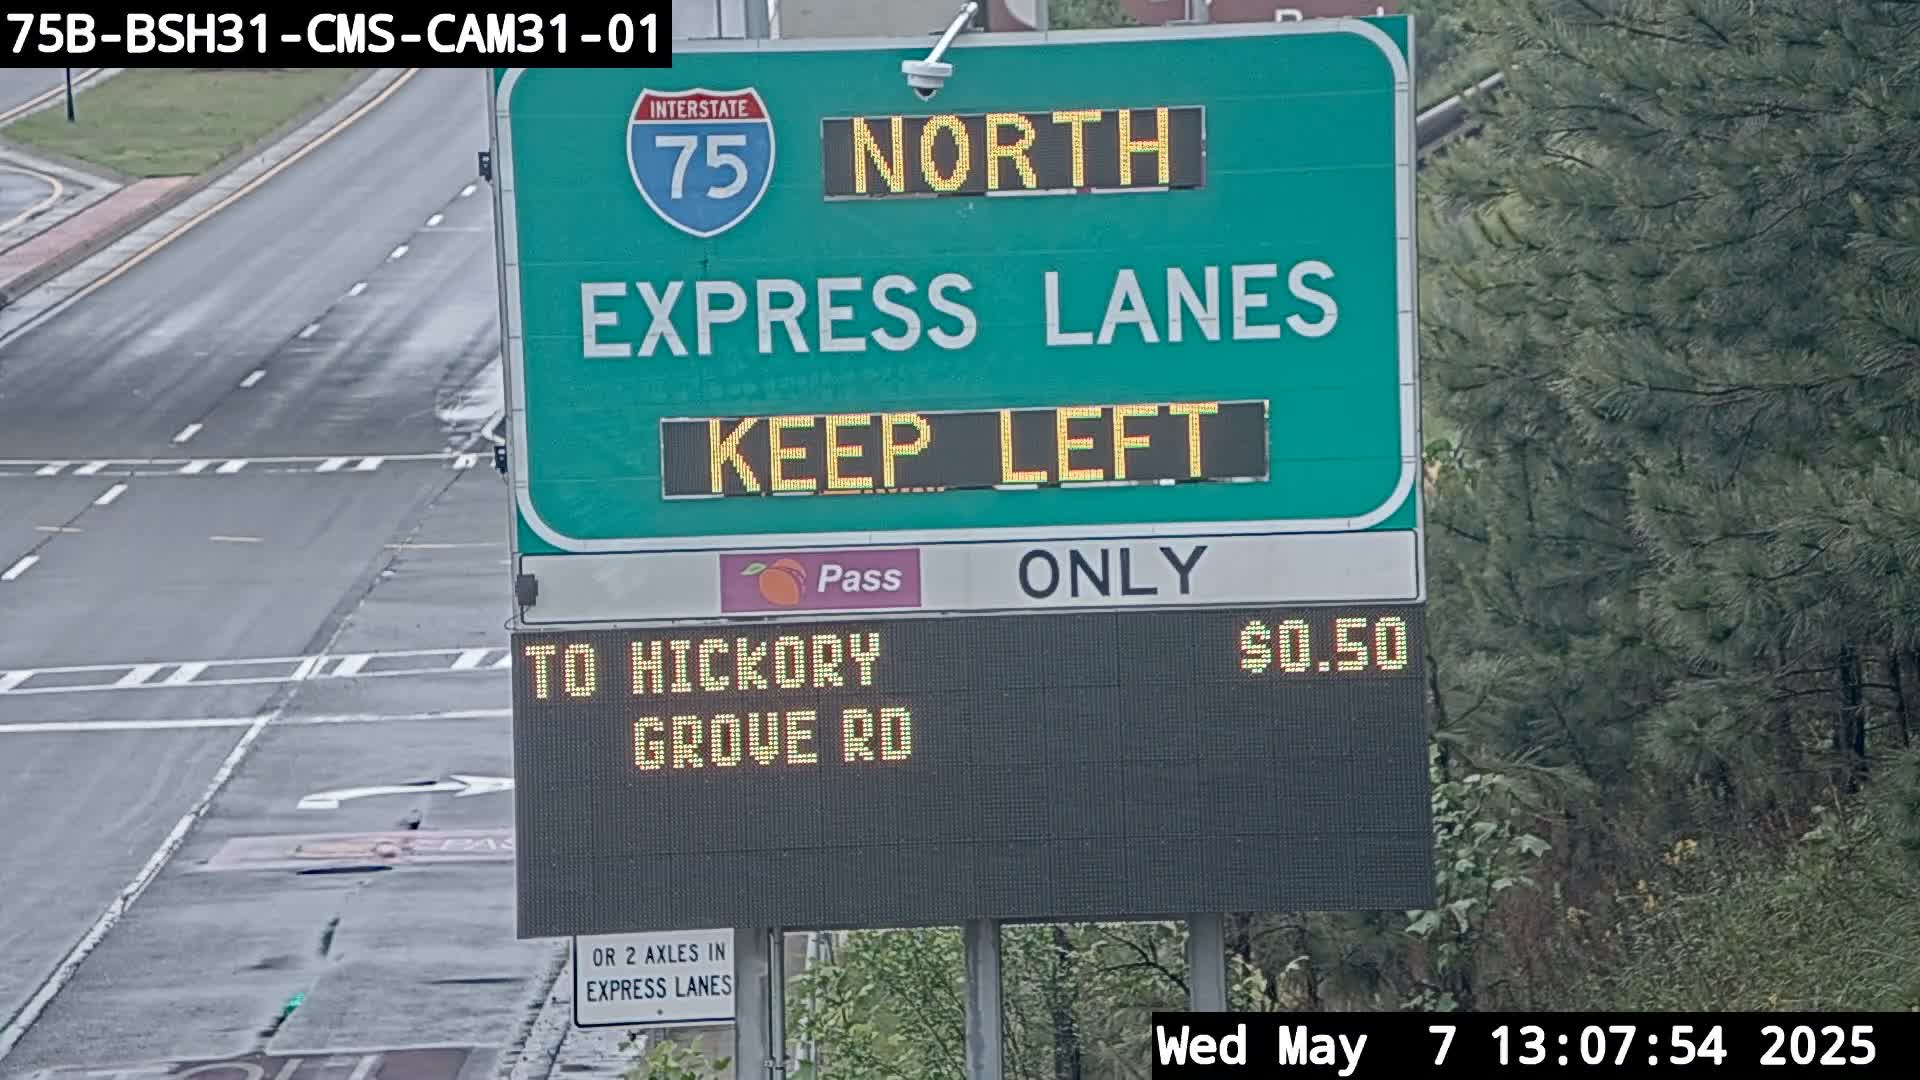 75B-BSH31-CMS-CAM31-01
INTERSTATE
75
NORTH
EXPRESS LANES
KEEP LEFT
Pass
ONLY
TO HICKORY $0.50
GROVE RD
OR 2 AXLES IN
EXPRESS LANES
Wed May 7 13:07:54 2025